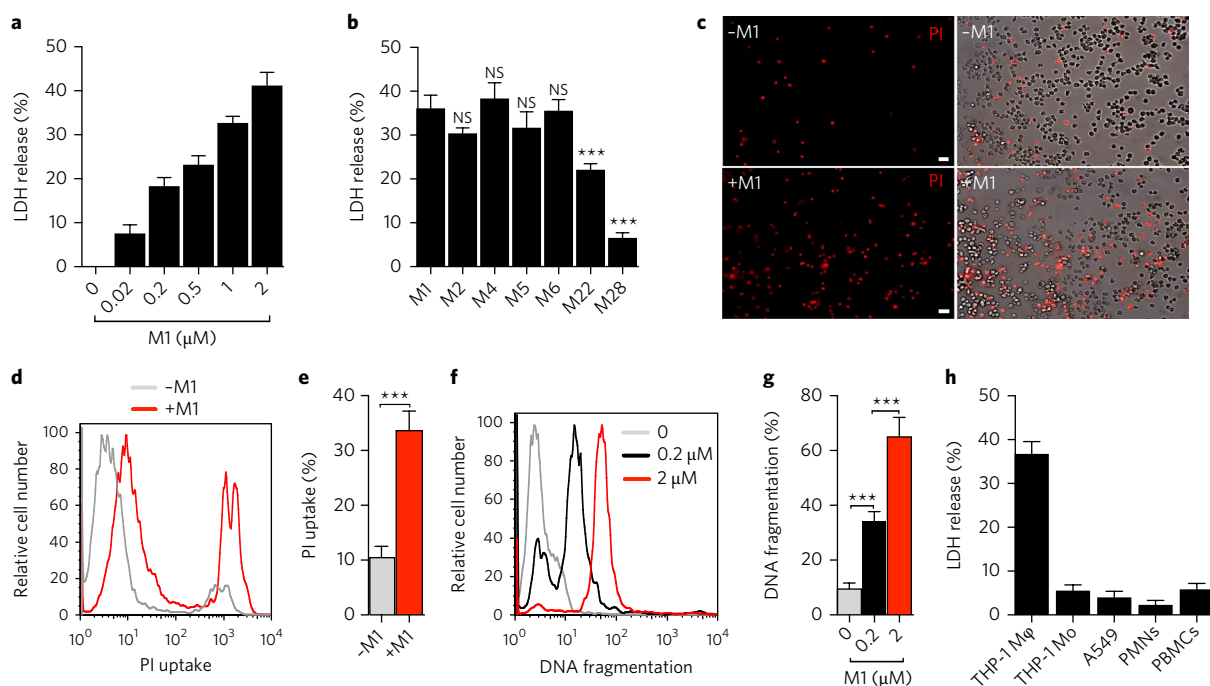 a
LDH release (%)
50
40
30
20
10
0
0 0.02 0.2 0.5 1 2
M1 (μM)
b
LDH release (%)
50
40
30
20
10
0
NS NS NS NS *** ***
M1 M2 M4 M5 M6 M22 M28
c
–M1 PI –M1
+M1 PI +M1
d
–M1
+M1
Relative cell number
100
80
60
40
20
0
10⁰ 10¹ 10² 10³ 10⁴
PI uptake
e
PI uptake (%)
40
30
20
10
0
***
–M1 +M1
f
Relative cell number
100
80
60
40
20
0
0
0.2 μM
2 μM
10⁰ 10¹ 10² 10³ 10⁴
DNA fragmentation
g
DNA fragmentation (%)
80
60
40
20
0
***
***
0 0.2 2
M1 (μM)
h
LDH release (%)
50
40
30
20
10
0
THP-1 Mφ THP-1 Mo A549 PMNs PBMCs